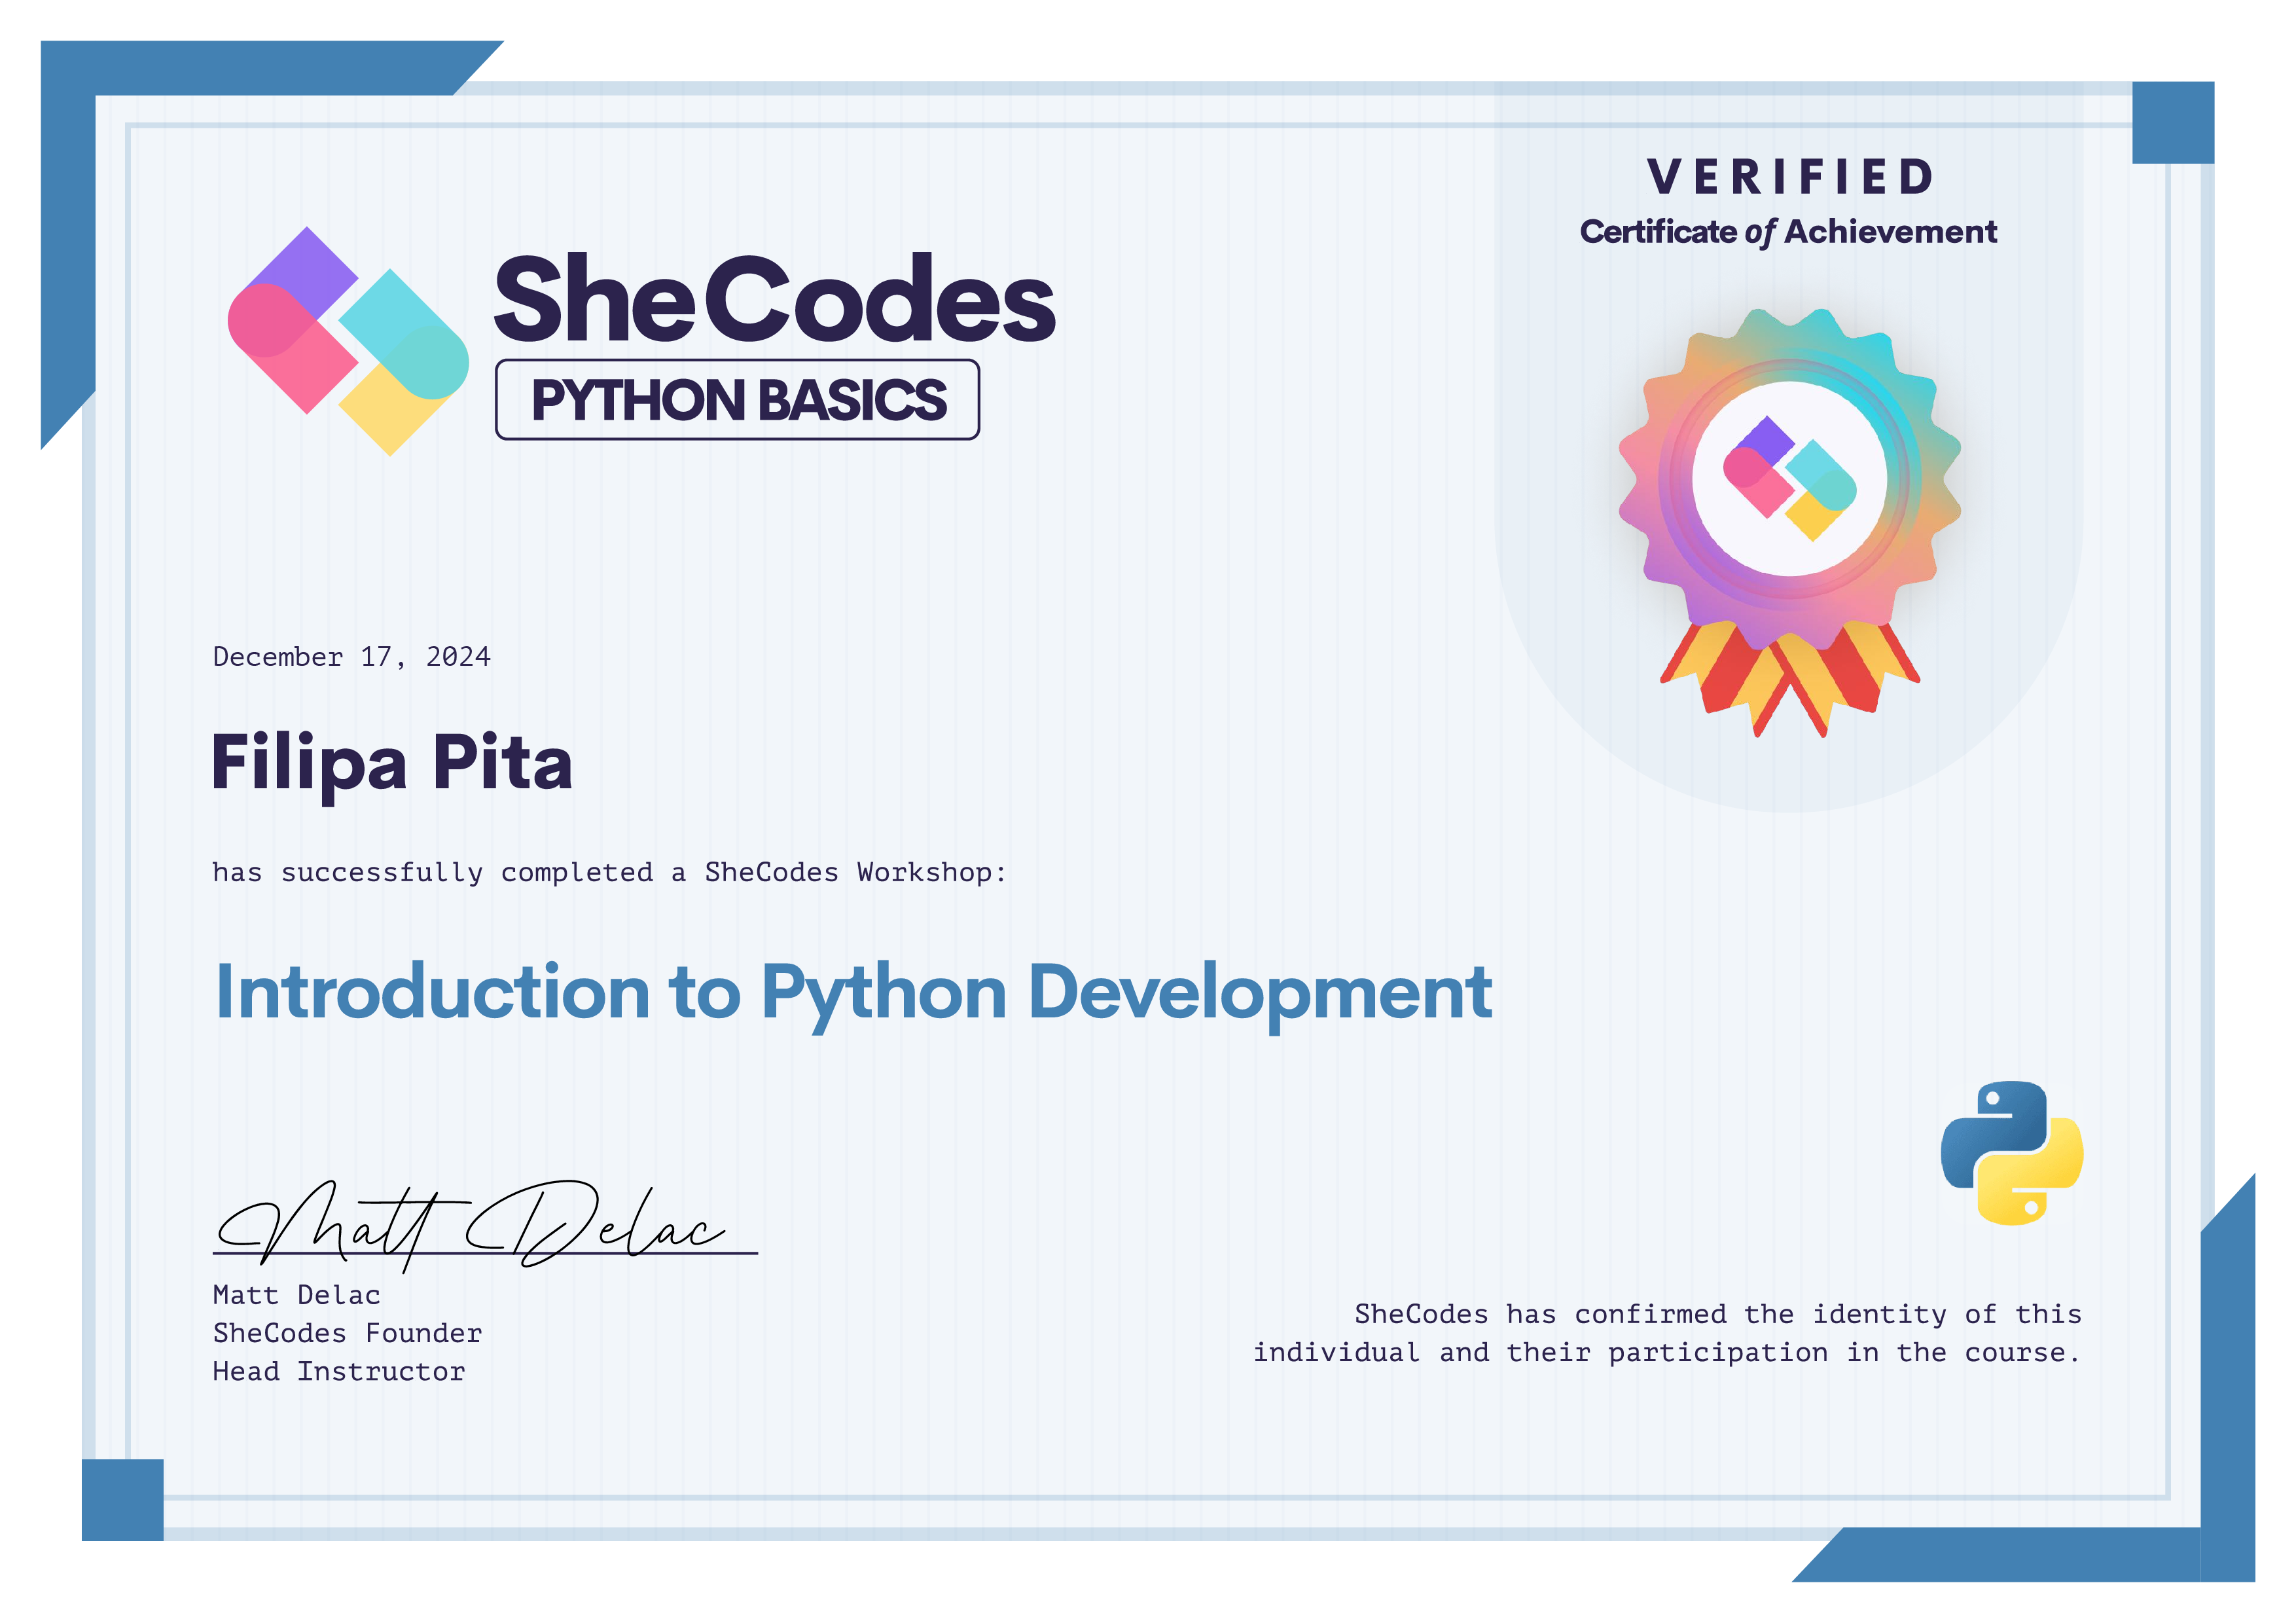 VERIFIED
Certificate of Achievement
SheCodes
PYTHON BASICS
December 17, 2024
Filipa Pita
has successfully completed a SheCodes Workshop:
Introduction to Python Development
Matt Delac
Matt Delac
SheCodes Founder
Head Instructor
SheCodes has confirmed the identity of this
individual and their participation in the course.